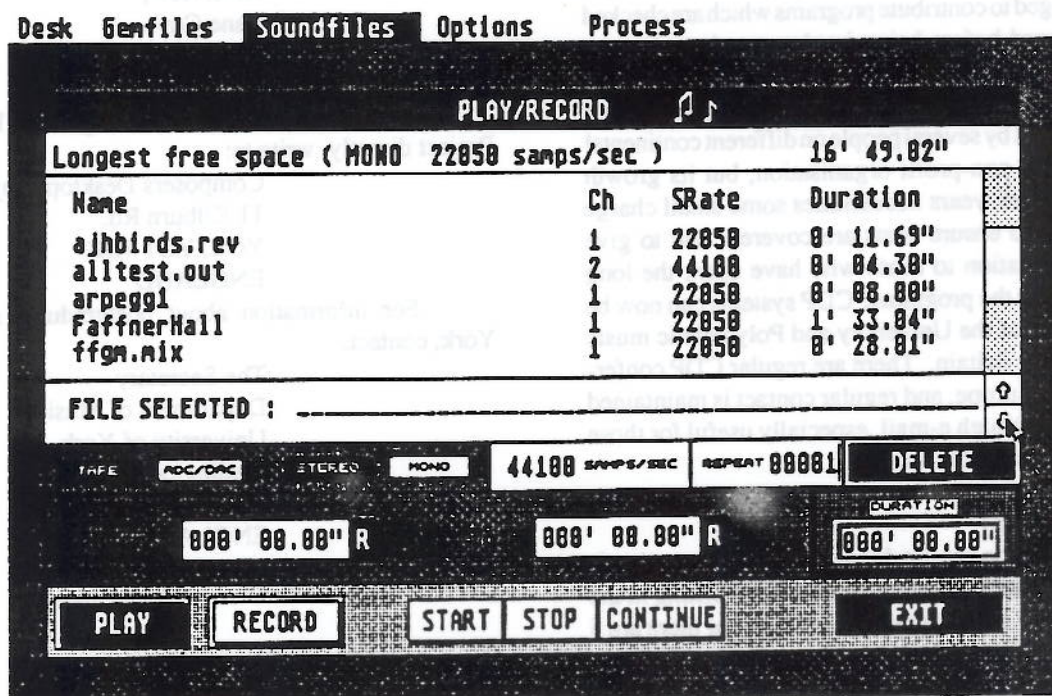 Desk Gemfiles Soundfiles Options Process
PLAY/RECORD
Longest free space ( MONO 22050 samps/sec ) 16' 49.02"
Name Ch SRate Duration
ajhbirds.rev 1 22050 0' 11.69"
alltest.out 2 44100 0' 04.30"
arpegg1 1 22050 0' 08.00"
FaffnerHall 1 22050 1' 33.04"
ffgm.mix 1 22050 0' 28.01"
FILE SELECTED :
TAPE ADC/DAC STEREO MONO 44100 SAMPS/SEC REPEAT 00001 DELETE
DURATION
000' 00.00" R 000' 00.00" R 000' 00.00"
PLAY RECORD START STOP CONTINUE EXIT